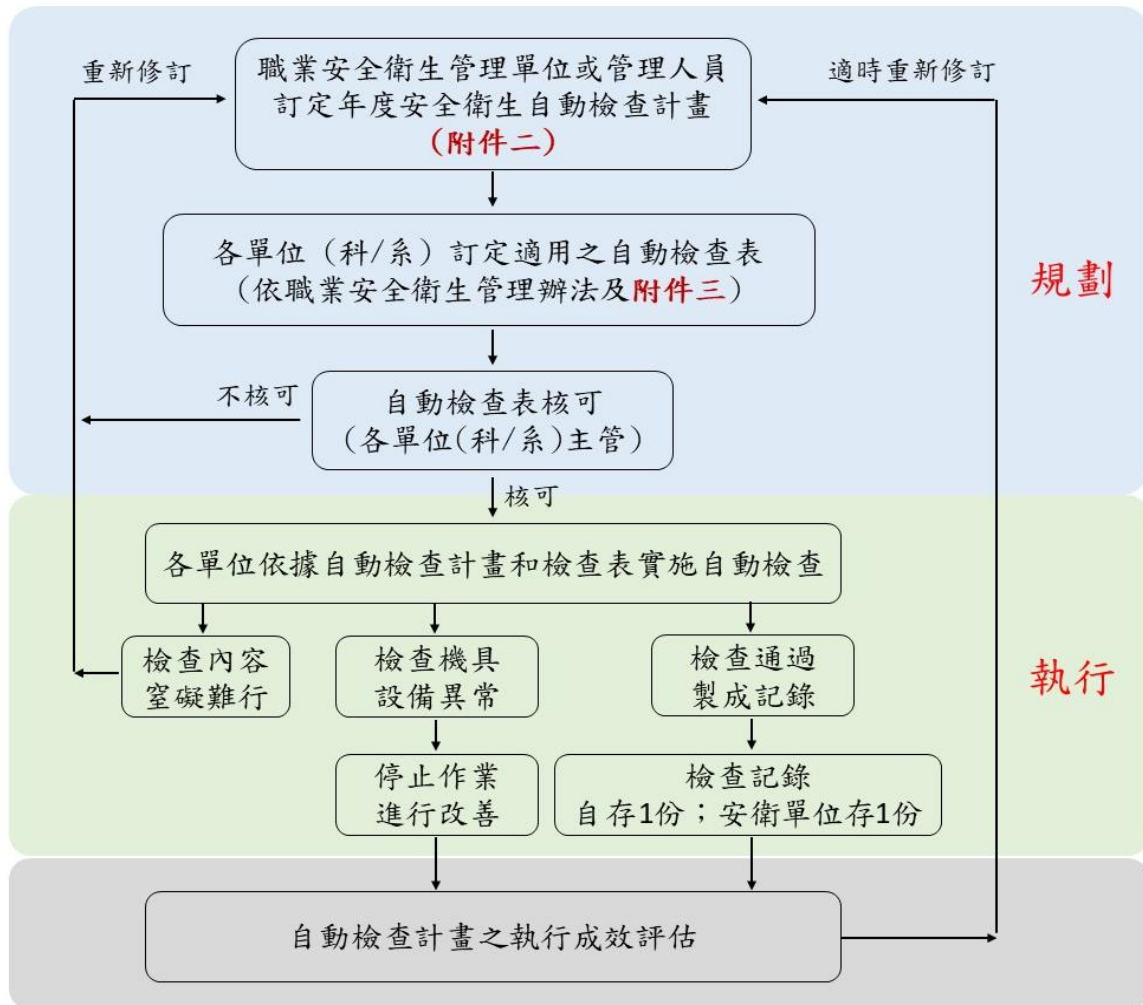 重新修訂
職業安全衛生管理單位或管理人員
訂定年度安全衛生自動檢查計畫
(附件二)
適時重新修訂
各單位（科/系）訂定適用之自動檢查表
（依職業安全衛生管理辦法及附件三）
規劃
不核可
自動檢查表核可
（各單位(科/系)主管）
核可
各單位依據自動檢查計畫和檢查表實施自動檢查
檢查內容
窒礙難行
檢查機具
設備異常
檢查通過
製成記錄
執行
停止作業
進行改善
檢查記錄
自存1份；安衛單位存1份
自動檢查計畫之執行成效評估